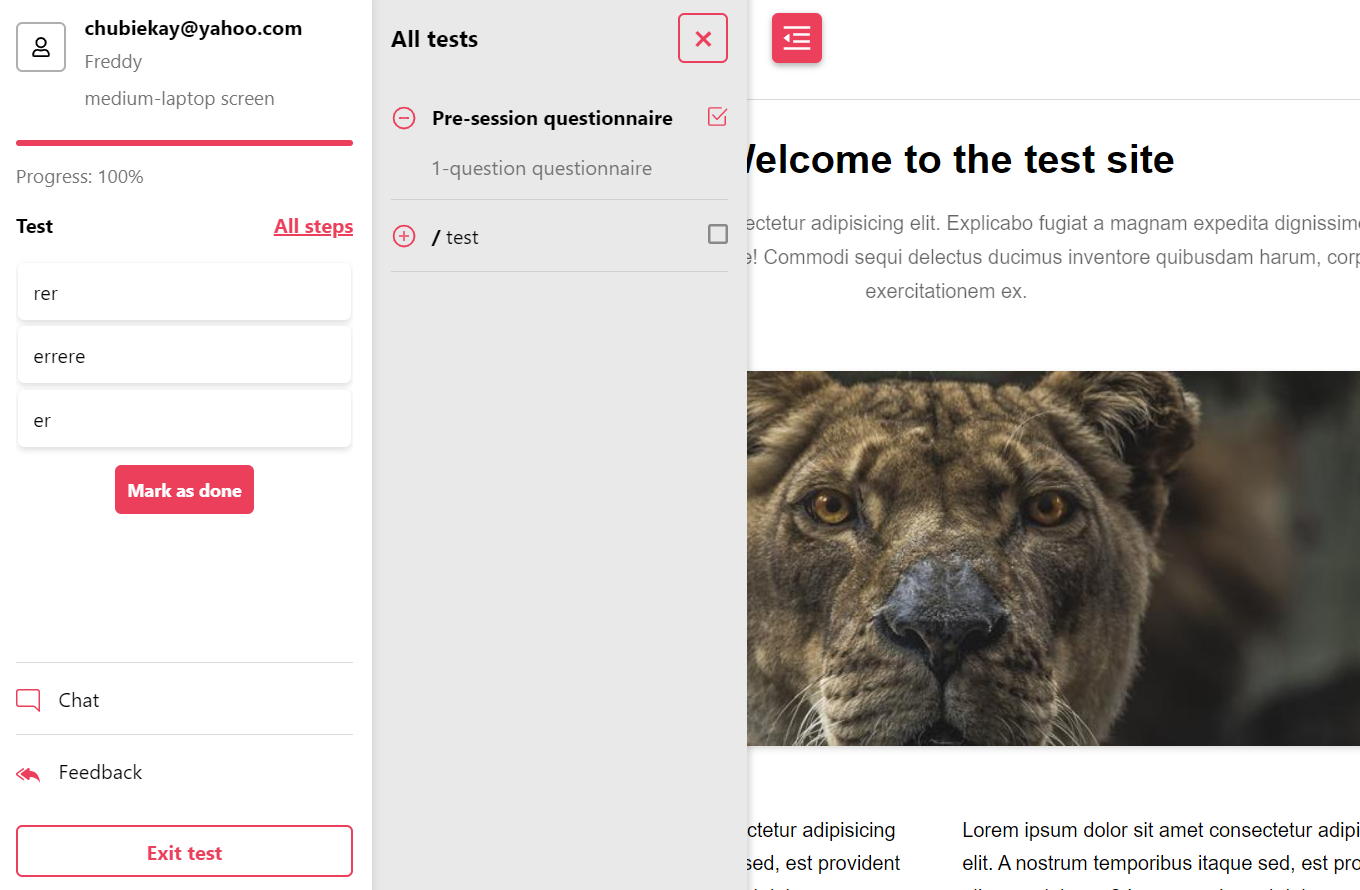 chubiekay@yahoo.com
Freddy
medium-laptop screen
Progress: 100%
Test
All steps
rer
errere
er
Mark as done
Chat
Feedback
Exit test
All tests
Pre-session questionnaire
1-question questionnaire
/ test
Welcome to the test site
ectetur adipisicing elit. Explicabo fugiat a magnam expedita dignissim
e! Commodi sequi delectus ducimus inventore quibusdam harum, corp
exercitationem ex.
ctetur adipisicing
sed, est provident
Lorem ipsum dolor sit amet consectetur adipi
elit. A nostrum temporibus itaque sed, est pro